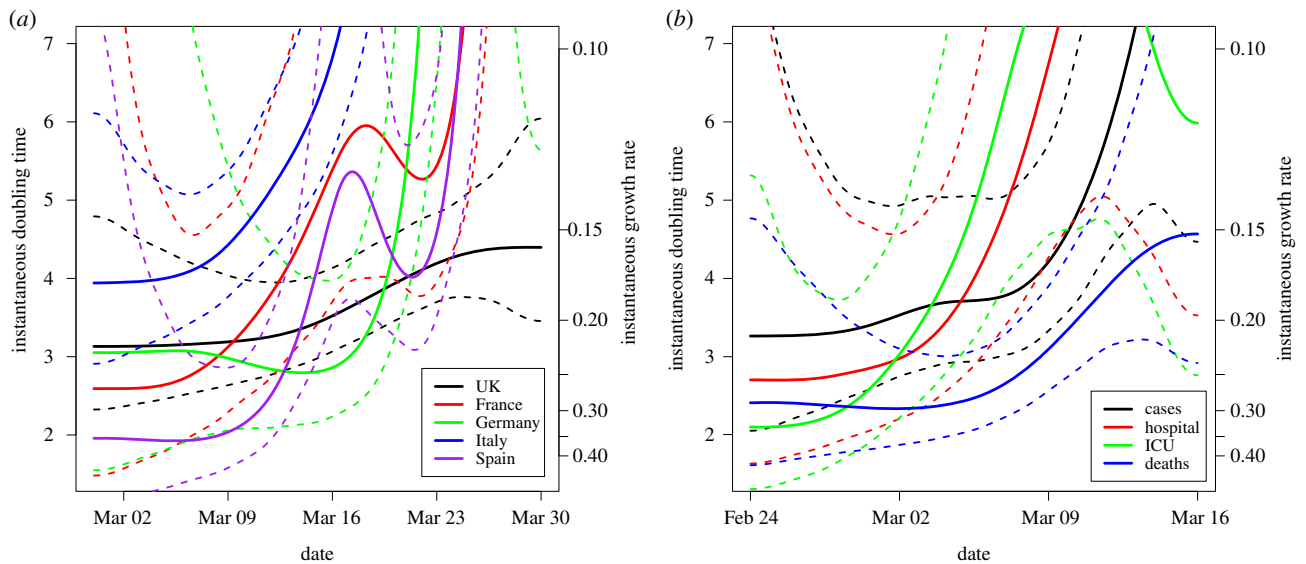 (a)
7
6
5
4
3
2
instantaneous doubling time
0.10
0.15
0.20
0.30
0.40
instantaneous growth rate
UK
France
Germany
Italy
Spain
Mar 02 Mar 09 Mar 16 Mar 23 Mar 30
date
(b)
7
6
5
4
3
2
instantaneous doubling time
0.10
0.15
0.20
0.30
0.40
instantaneous growth rate
cases
hospital
ICU
deaths
Feb 24 Mar 02 Mar 09 Mar 16
date